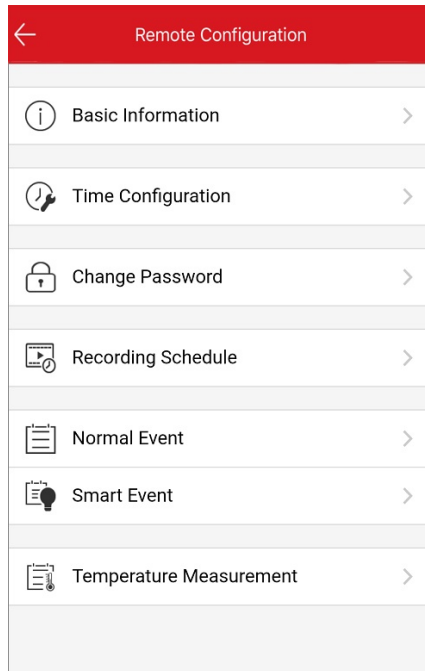 Remote Configuration
Basic Information
Time Configuration
Change Password
Recording Schedule
Normal Event
Smart Event
Temperature Measurement